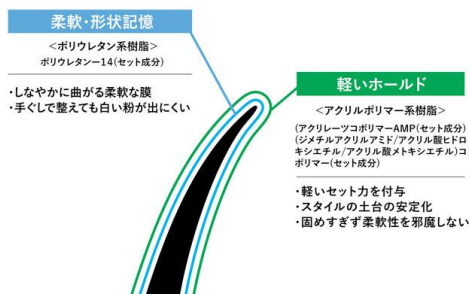 柔軟・形状記憶
＜ポリウレタン系樹脂＞
ポリウレタンー14(セット成分)
・しなやかに曲がる柔軟な膜
・手ぐしで整えても白い粉が出にくい
軽いホールド
＜アクリルポリマー系樹脂＞
(アクリレーツコポリマーAMP(セット成分)
(ジメチルアクリルアミド/アクリル酸ヒドロ
キシエチル/アクリル酸メトキシエチル)コ
ポリマー(セット成分)
・軽いセット力を付与
・スタイルの土台の安定化
・固めすぎず柔軟性を邪魔しない